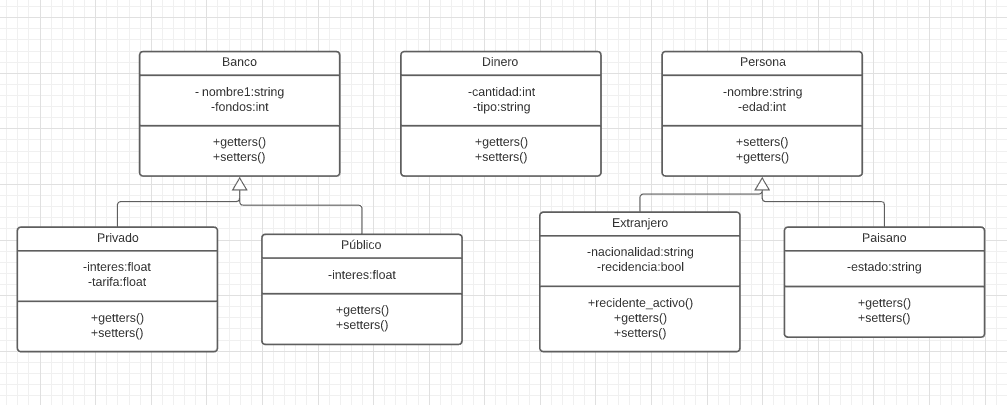 Banco
- nombre1:string
-fondos:int
+getters()
+setters()
Dinero
-cantidad:int
-tipo:string
+getters()
+setters()
Persona
-nombre:string
-edad:int
+setters()
+getters()
Privado
-interes:float
-tarifa:float
+getters()
+setters()
Público
-interes:float
+getters()
+setters()
Extranjero
-nacionalidad:string
-recidencia:bool
+recidente_activo()
+getters()
+setters()
Paisano
-estado:string
+getters()
+setters()